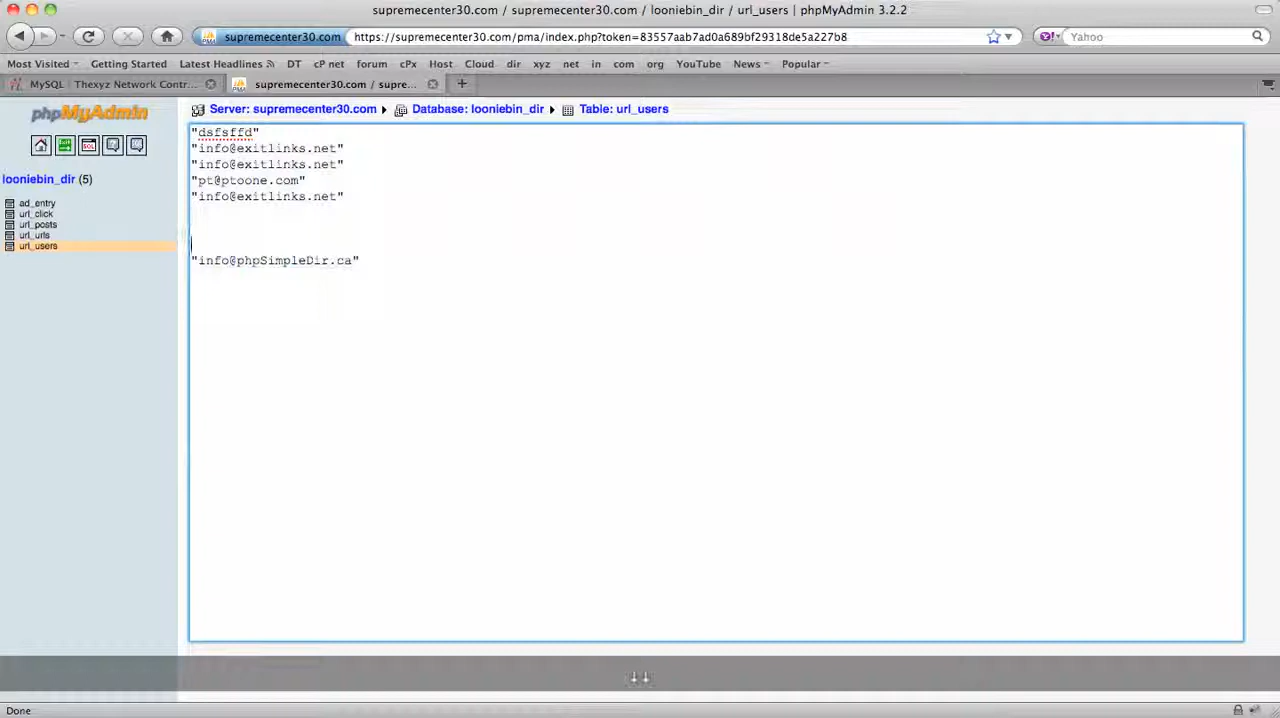 supremecenter30.com / supremecenter30.com / looniebin_dir / url_users | phpMyAdmin 3.2.2
supremecenter30.com https://supremecenter30.com/pma/index.php?token=83557aab7ad0a689bf29318de5a227b8 Yahoo
Most Visited Getting Started Latest Headlines DT cP net forum cPx Host Cloud dir xyz net in com org YouTube News Popular
MySQL | Thexyz Network Contr... supremecenter30.com / supre... +
phpMyAdmin
Server: supremecenter30.com Database: looniebin_dir Table: url_users
SQL
looniebin_dir (5)
ad_entry
url_click
url_posts
url_urls
url_users
"dsfsffd"
"info@exitlinks.net"
"info@exitlinks.net"
"pt@ptoone.com"
"info@exitlinks.net"
"info@phpSimpleDir.ca"
Done